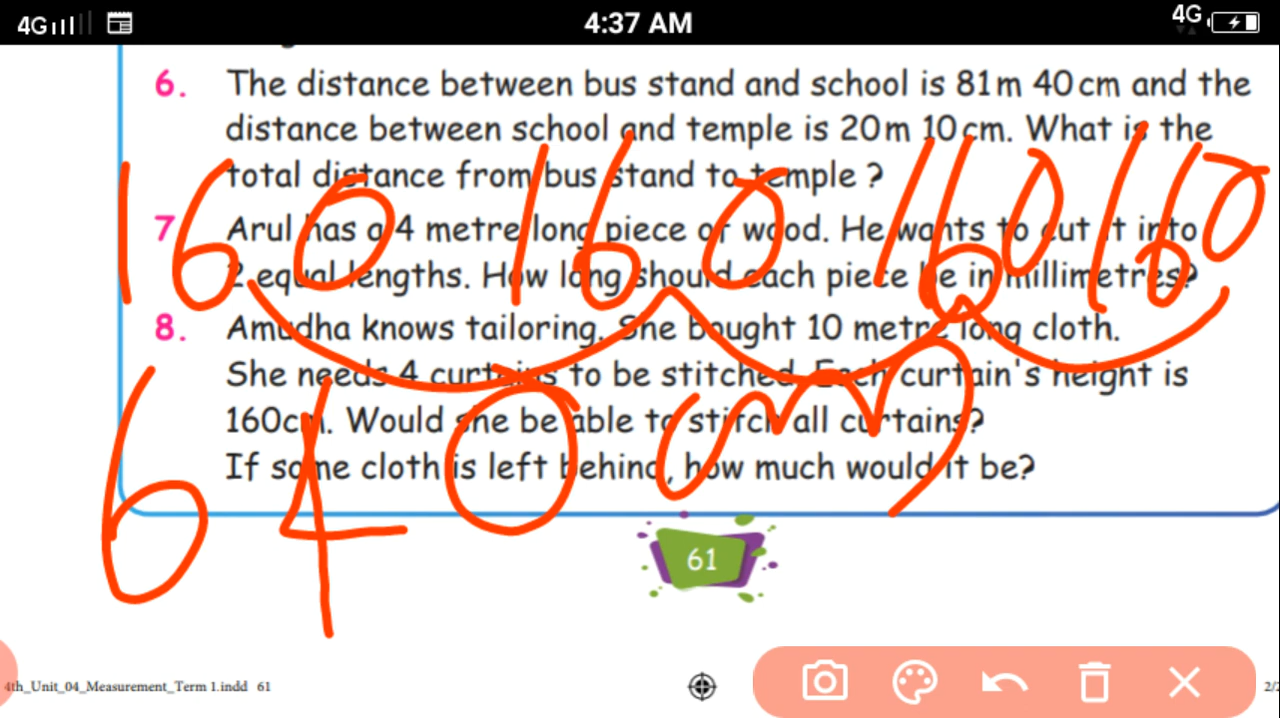 4G 4:37 AM 4G
6. The distance between bus stand and school is 81m 40cm and the
distance between school and temple is 20m 10cm. What is the
total distance from bus stand to temple ?
160 160 160 160
7. Arul has a 4 metre long piece of wood. He wants to cut it into
2 equal lengths. How long should each piece be in millimetres?
8. Amudha knows tailoring. She bought 10 metre long cloth.
She needs 4 curtains to be stitched. Each curtain's height is
160cm. Would she be able to stitch all curtains?
If some cloth is left behind, how much would it be?
640 cm
61
4th_Unit_04_Measurement_Term 1.indd 61